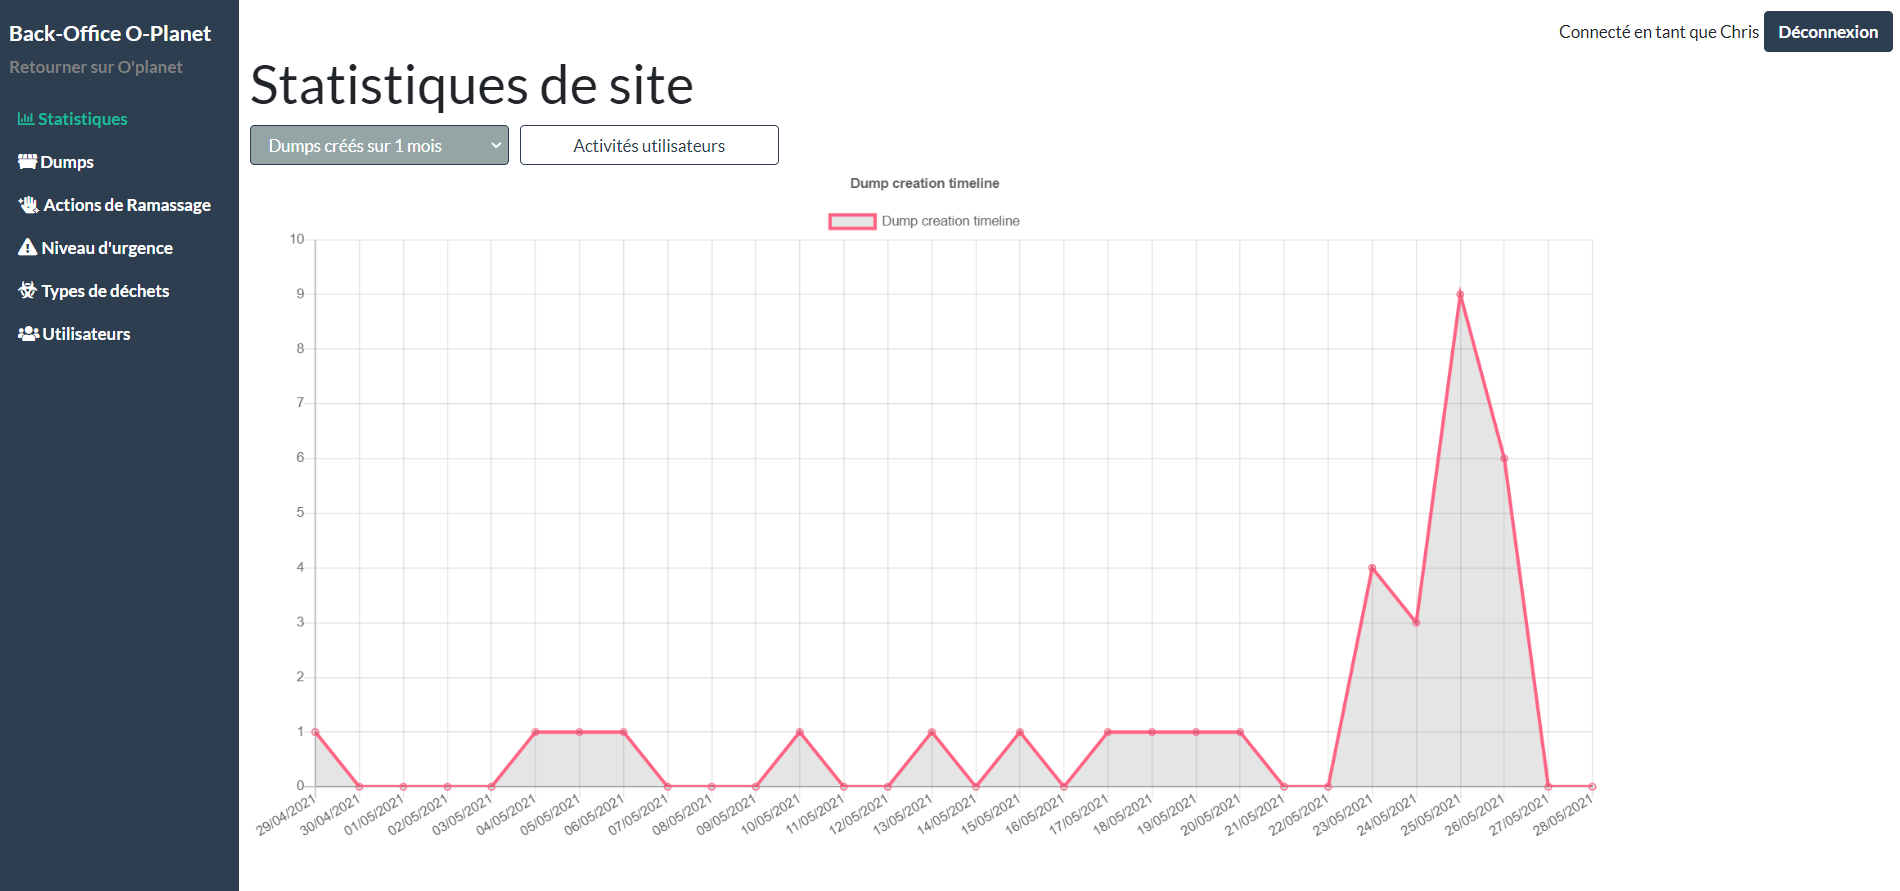 Back-Office O-Planet
Retourner sur O'planet
Statistiques
Dumps
Actions de Ramassage
Niveau d'urgence
Types de déchets
Utilisateurs
Connecté en tant que Chris
Déconnexion
Statistiques de site
Dumps créés sur 1 mois
Activités utilisateurs
Dump creation timeline
Dump creation timeline
10
9
8
7
6
5
4
3
2
1
0
29/04/2021
30/04/2021
01/05/2021
02/05/2021
03/05/2021
04/05/2021
05/05/2021
06/05/2021
07/05/2021
08/05/2021
09/05/2021
10/05/2021
11/05/2021
12/05/2021
13/05/2021
14/05/2021
15/05/2021
16/05/2021
17/05/2021
18/05/2021
19/05/2021
20/05/2021
21/05/2021
22/05/2021
23/05/2021
24/05/2021
25/05/2021
26/05/2021
27/05/2021
28/05/2021